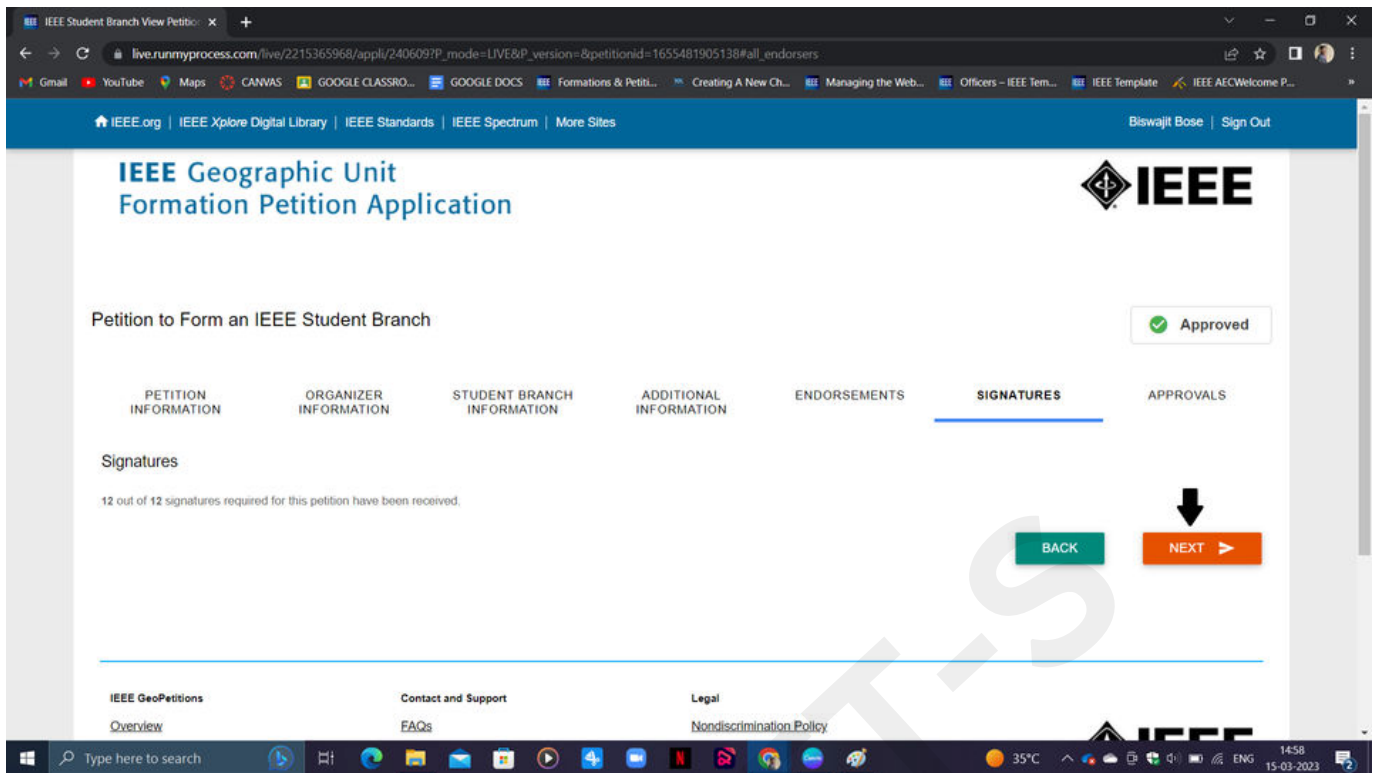 IEEE Student Branch View Petition
live.runmyprocess.com/live/2215365968/appli/240609?P_mode=LIVE&P_version=&petitionid=1655481905138#all_endorsers
Gmail YouTube Maps CANVAS GOOGLE CLASSRO... GOOGLE DOCS Formations & Petiti... Creating A New Ch... Managing the Web... Officers – IEEE Tem... IEEE Template IEEE AECWelcome P... »
IEEE.org | IEEE Xplore Digital Library | IEEE Standards | IEEE Spectrum | More Sites Biswajit Bose | Sign Out
IEEE Geographic Unit
Formation Petition Application
IEEE
Petition to Form an IEEE Student Branch Approved
PETITION INFORMATION ORGANIZER INFORMATION STUDENT BRANCH INFORMATION ADDITIONAL INFORMATION ENDORSEMENTS SIGNATURES APPROVALS
Signatures
12 out of 12 signatures required for this petition have been received.
BACK NEXT
T-S
IEEE GeoPetitions Contact and Support Legal
Overview FAQs Nondiscrimination Policy
IEEE
Type here to search 35°C ENG 14:58
15-03-2023 2